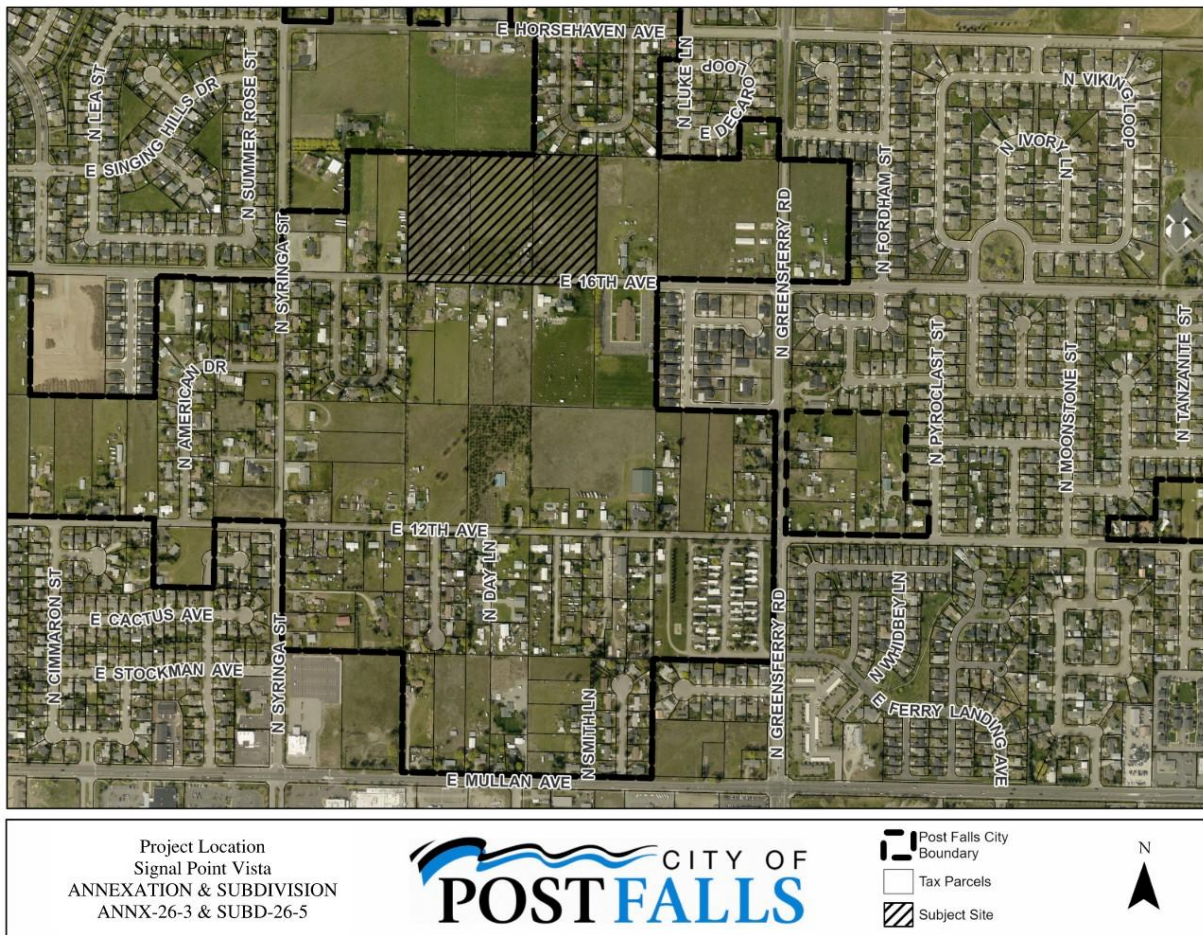 E HORSEHAVEN AVE
N LEA ST
E SINGING HILLS DR
N SUMMER ROSE ST
N LUKE LN
E DECARO LOOP
N VIKING LOOP
N IVORY LN
N SYRINGA ST
N GREENSFERRY RD
N FORDHAM ST
E 16TH AVE
N AMERICAN DR
N PYROCLAST ST
N MOONSTONE ST
N TANZANITE ST
E 12TH AVE
N CIMMARON ST
E CACTUS AVE
E STOCKMAN AVE
N SYRINGA ST
N DAY LN
N SMITH LN
N GREENSFERRY RD
N WHIDBEY LN
E FERRY LANDING AVE
E MULLAN AVE
Project Location
Signal Point Vista
ANNEXATION & SUBDIVISION
ANNX-26-3 & SUBD-26-5
CITY OF
POST FALLS
Post Falls City
Boundary
Tax Parcels
Subject Site
N